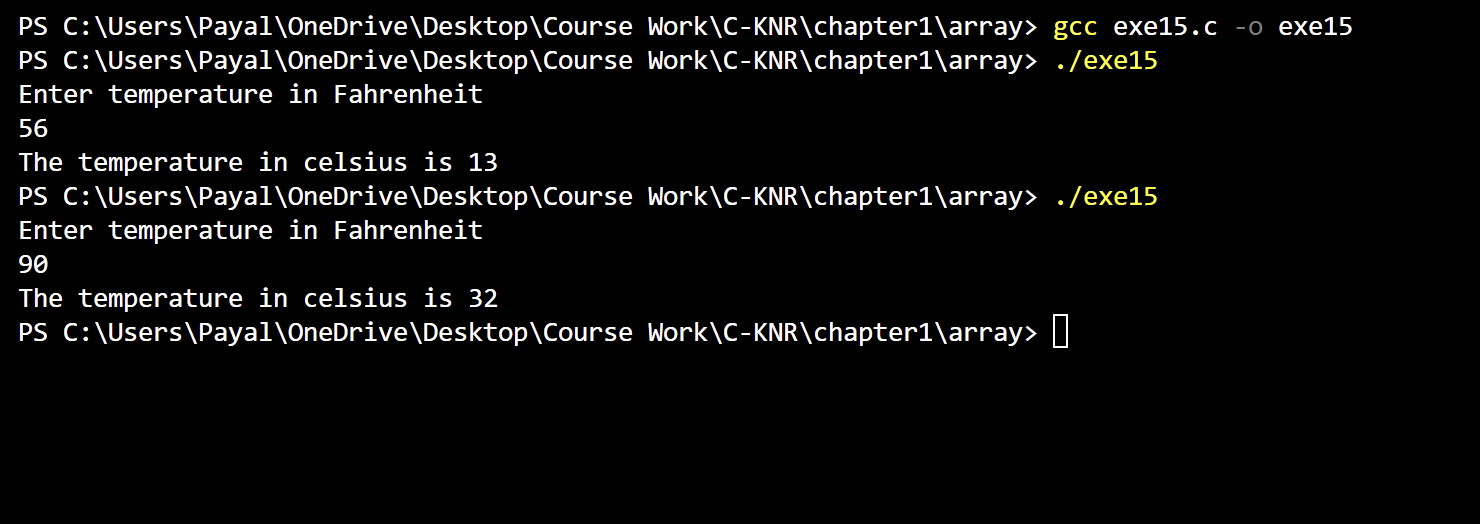 PS C:\Users\Payal\OneDrive\Desktop\Course Work\C-KNR\chapter1\array> gcc exe15.c -o exe15
PS C:\Users\Payal\OneDrive\Desktop\Course Work\C-KNR\chapter1\array> ./exe15
Enter temperature in Fahrenheit
56
The temperature in celsius is 13
PS C:\Users\Payal\OneDrive\Desktop\Course Work\C-KNR\chapter1\array> ./exe15
Enter temperature in Fahrenheit
90
The temperature in celsius is 32
PS C:\Users\Payal\OneDrive\Desktop\Course Work\C-KNR\chapter1\array>